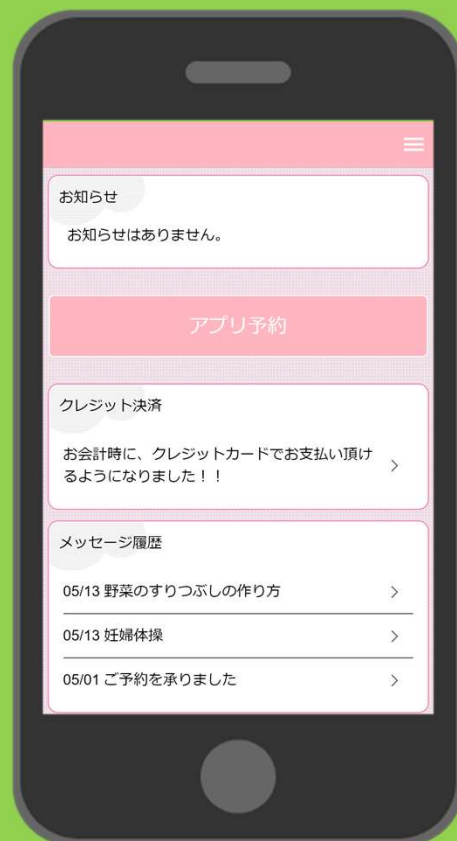 お知らせ
お知らせはありません。
アプリ予約
クレジット決済
お会計時に、クレジットカードでお支払い頂け
るようになりました！！
メッセージ履歴
05/13 野菜のすりつぶしの作り方
05/13 妊婦体操
05/01 ご予約を承りました